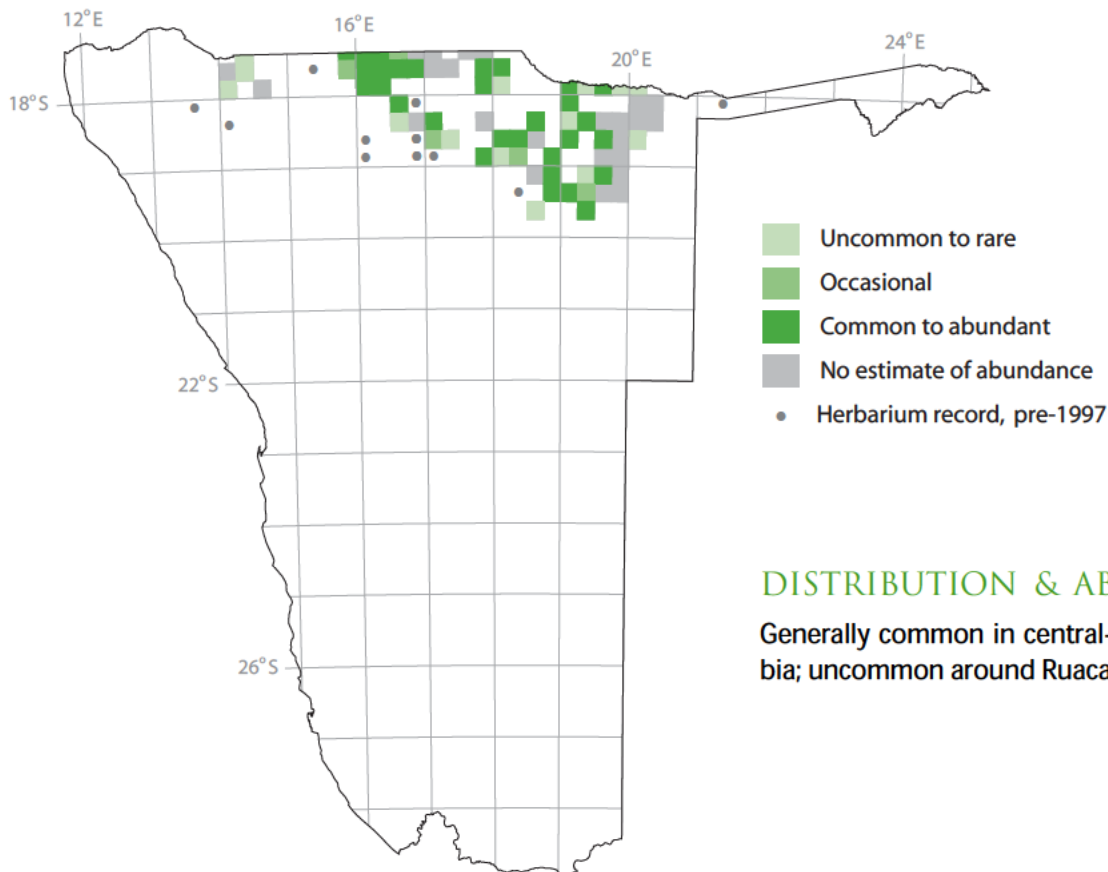 12°E
16°E
20°E
24°E
18°S
22°S
26°S
Uncommon to rare
Occasional
Common to abundant
No estimate of abundance
Herbarium record, pre-1997
DISTRIBUTION & AB
Generally common in central-
bia; uncommon around Ruaca